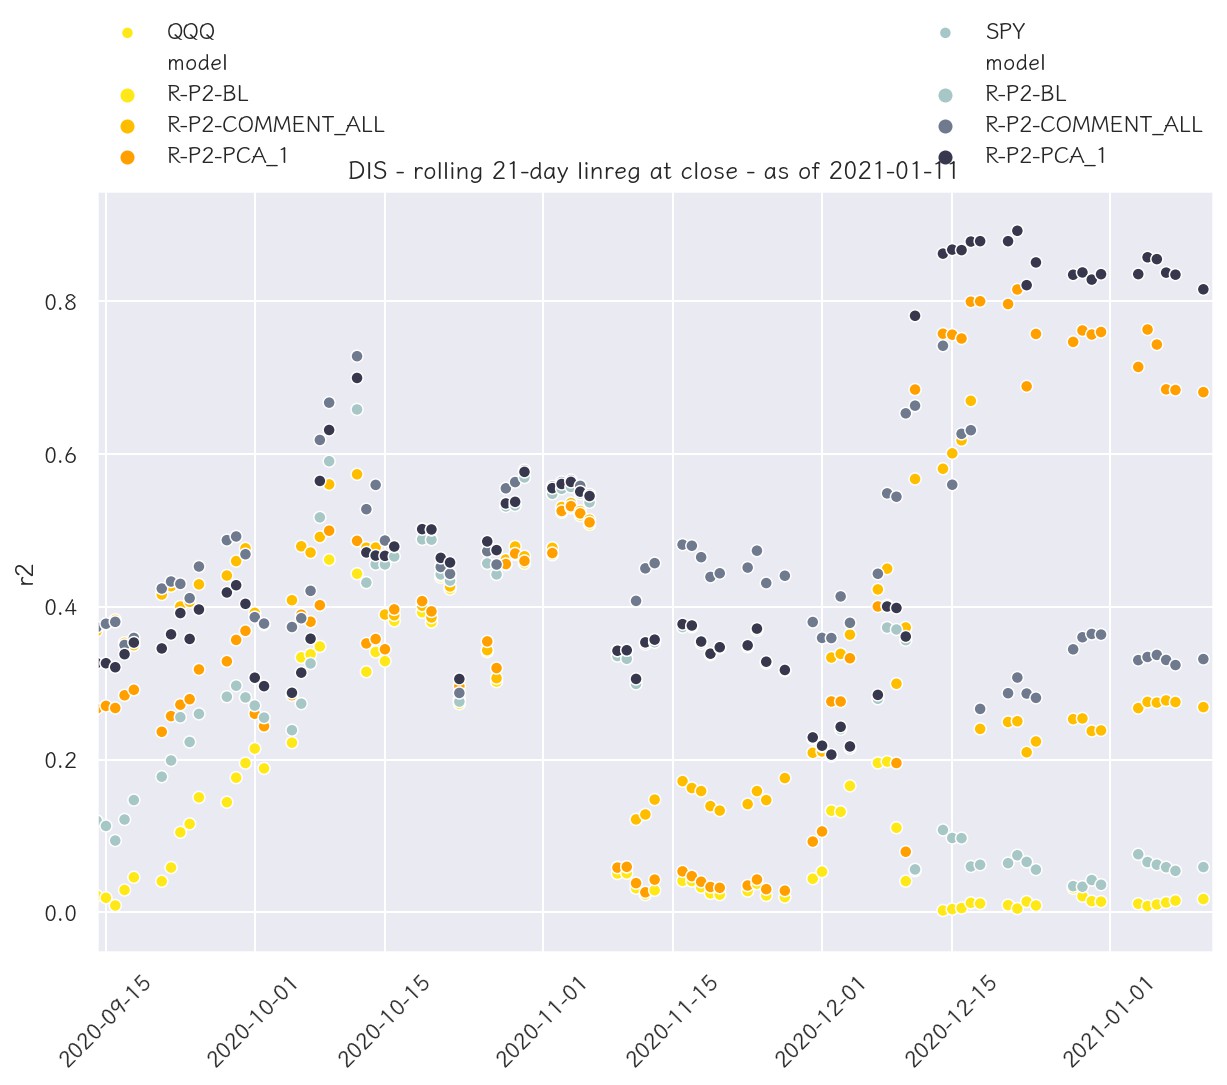 QQQ
model
R-P2-BL
R-P2-COMMENT_ALL
R-P2-PCA_1
SPY
model
R-P2-BL
R-P2-COMMENT_ALL
R-P2-PCA_1
DIS - rolling 21-day linreg at close - as of 2021-01-11
r2
0.8
0.6
0.4
0.2
0.0
2020-09-15
2020-10-01
2020-10-15
2020-11-01
2020-11-15
2020-12-01
2020-12-15
2021-01-01